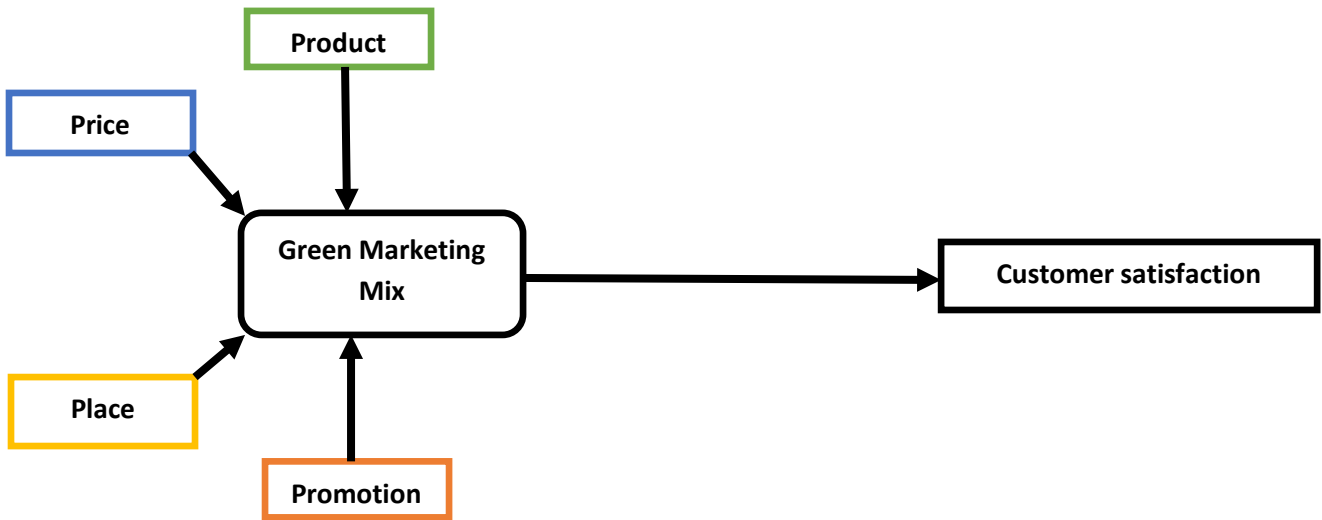 Product
Price
Green Marketing
Mix
Customer satisfaction
Place
Promotion